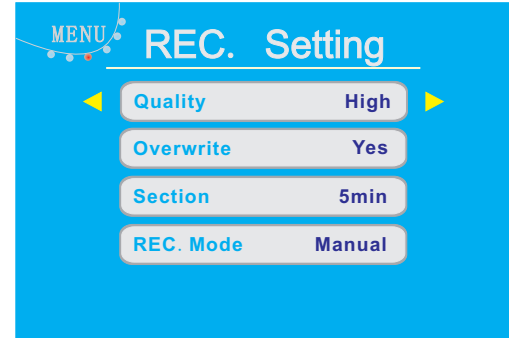 MENU
REC. Setting
Quality High
Overwrite Yes
Section 5min
REC. Mode Manual